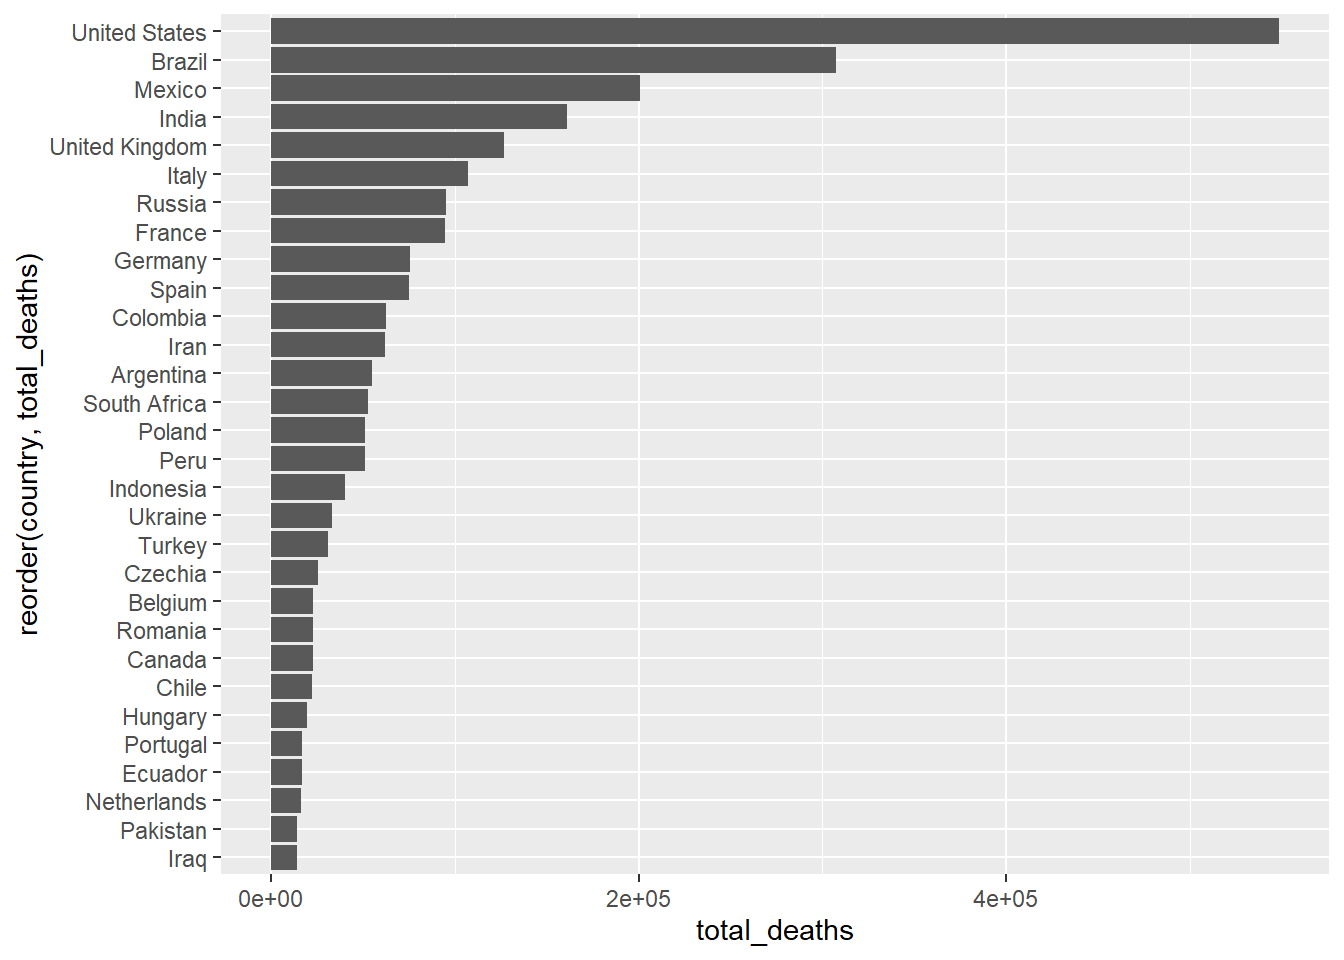 United States
Brazil
Mexico
India
United Kingdom
Italy
Russia
France
Germany
Spain
Colombia
Iran
Argentina
South Africa
Poland
Peru
Indonesia
Ukraine
Turkey
Czechia
Belgium
Romania
Canada
Chile
Hungary
Portugal
Ecuador
Netherlands
Pakistan
Iraq
reorder(country, total_deaths)
0e+00 2e+05 4e+05
total_deaths